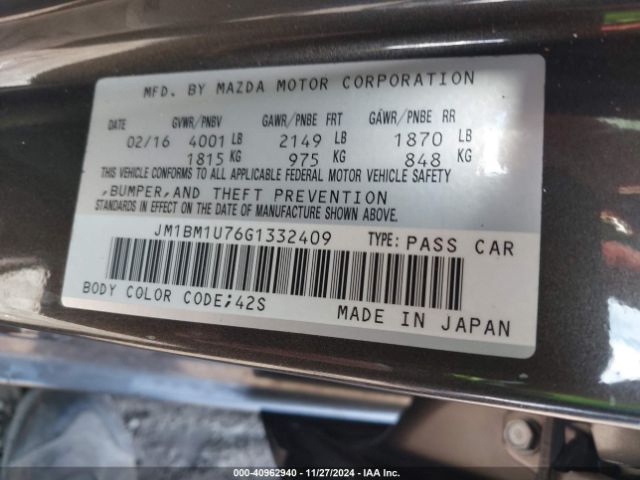 MFD. BY MAZDA MOTOR CORPORATION
DATE GVWR/PNBV GAWR/PNBE FRT GAWR/PNBE RR
02/16 4001 LB 2149 LB 1870 LB
1815 KG 975 KG 848 KG
THIS VEHICLE CONFORMS TO ALL APPLICABLE FEDERAL MOTOR VEHICLE SAFETY
,BUMPER,AND THEFT PREVENTION
STANDARDS IN EFFECT ON THE DATE OF MANUFACTURE SHOWN ABOVE.
JM1BM1U76G1332409 TYPE: PASS CAR
BODY COLOR CODE;42S
MADE IN JAPAN
000-40962940 - 11/27/2024 - IAA Inc.